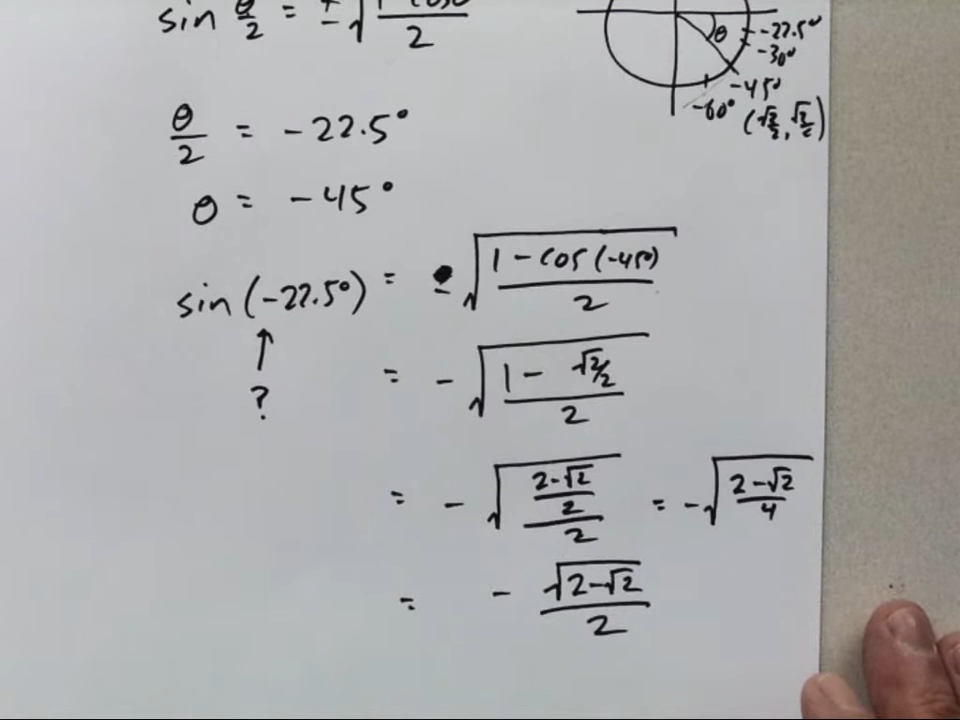 sin θ/2 = ±√((1 - cosθ)/2)
θ
-22.5°
-30°
-45°
-60°
(√2/2, √2/2)
θ/2 = -22.5°
θ = -45°
sin (-22.5°) = -√((1 - cos (-45°))/2)
?
= -√((1 - √2/2)/2)
= -√(((2-√2)/2)/2) = -√((2-√2)/4)
= - √(2-√2)/2